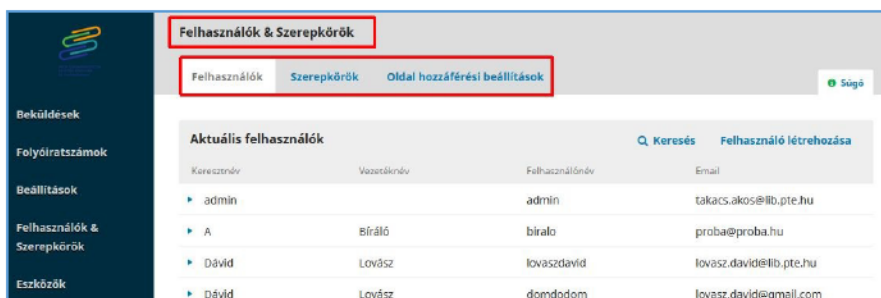 Felhasználók & Szerepkörök
Felhasználók Szerepkörök Oldal hozzáférési beállítások
Súgó
Beküldések
Folyóiratszámok
Beállítások
Felhasználók &
Szerepkörök
Eszközök
Aktuális felhasználók Keresés Felhasználó létrehozása
Keresztnév Vezetéknév Felhasználónév Email
admin admin takacs.akos@lib.pte.hu
A Bíráló biralo proba@proba.hu
Dávid Lovász lovaszdavid lovasz.david@lib.pte.hu
Dávid Lovász domdodom lovasz.david@gmail.com